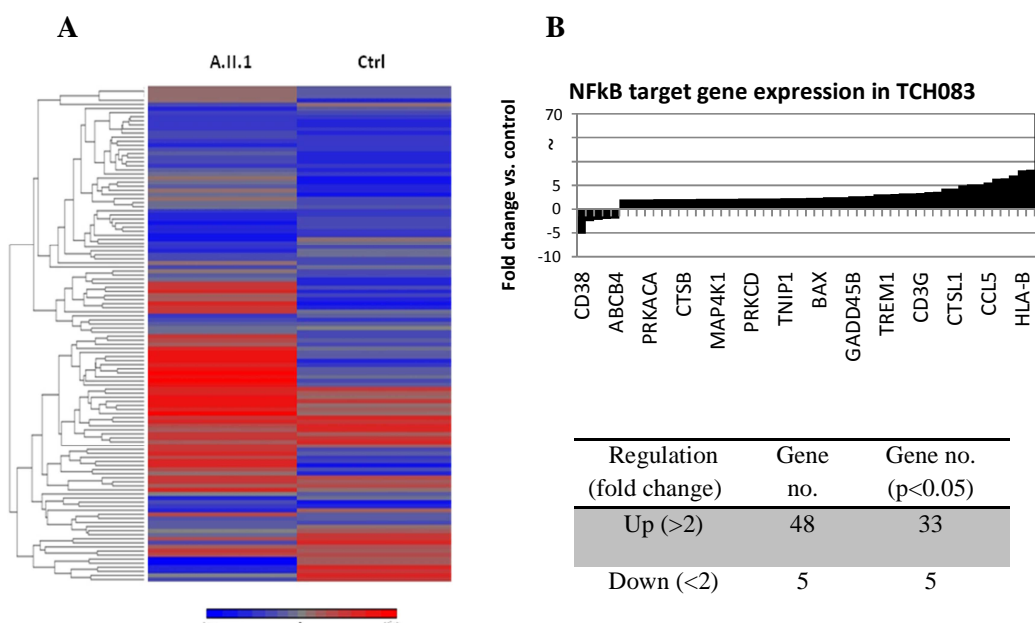 A
A.II.1
Ctrl
B
NFkB target gene expression in TCH083
Fold change vs. control
70
~
5
0
-5
-10
CD38
ABCB4
PRKACA
CTSB
MAP4K1
PRKCD
TNIP1
BAX
GADD45B
TREM1
CD3G
CTSL1
CCL5
HLA-B
Regulation
(fold change)
Gene
no.
Gene no.
(p<0.05)
Up (>2)
48
33
Down (<2)
5
5